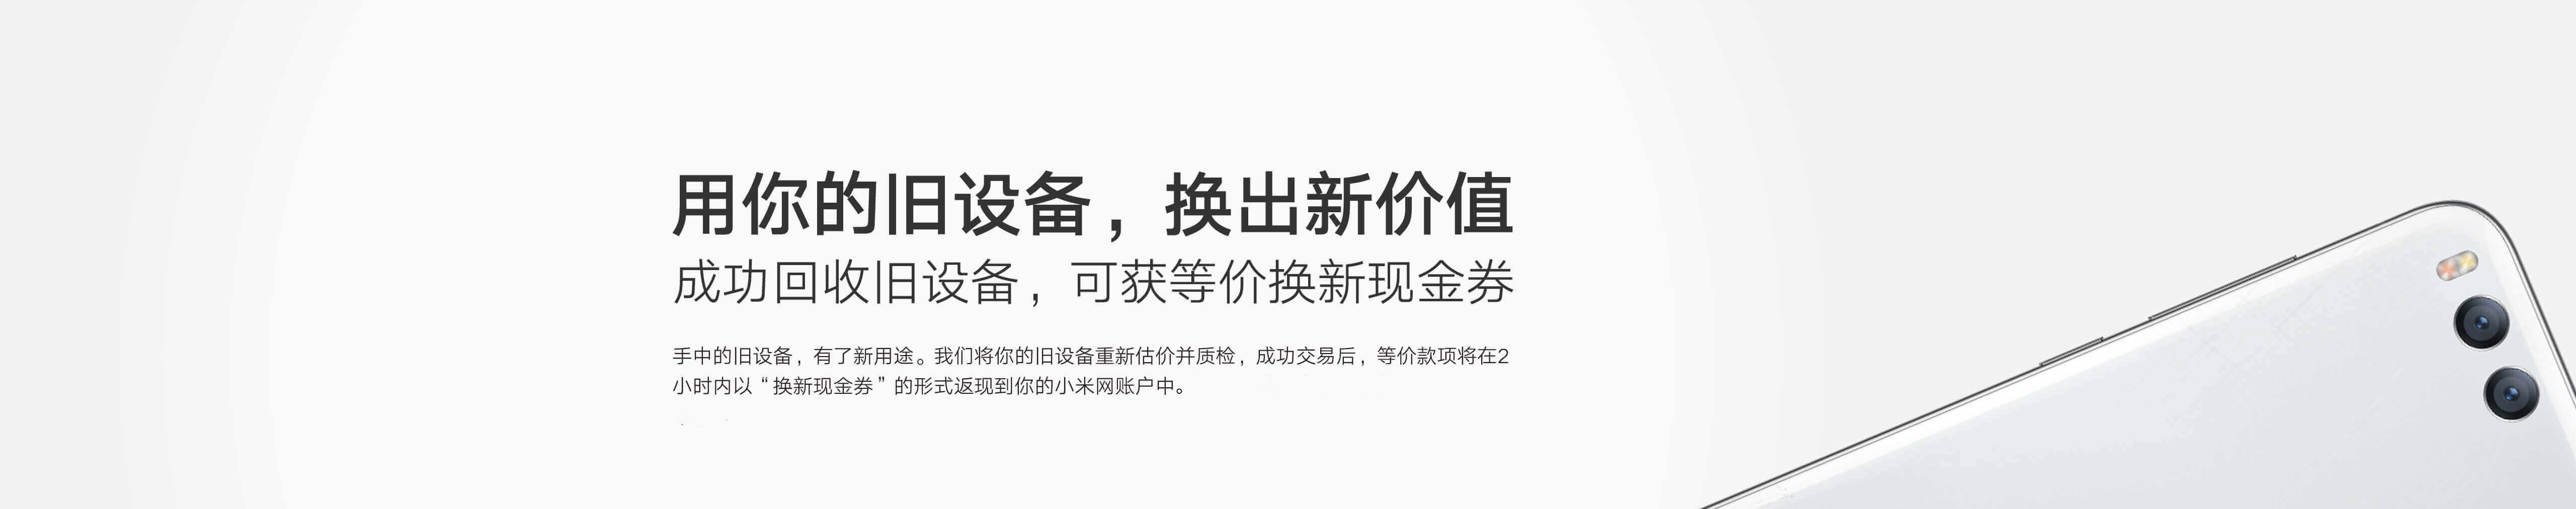 用你的旧设备，换出新价值
成功回收旧设备，可获等价换新现金券
手中的旧设备，有了新用途。我们将你的旧设备重新估价并质检，成功交易后，等价款项将在2
小时内以“换新现金券”的形式返现到你的小米网账户中。